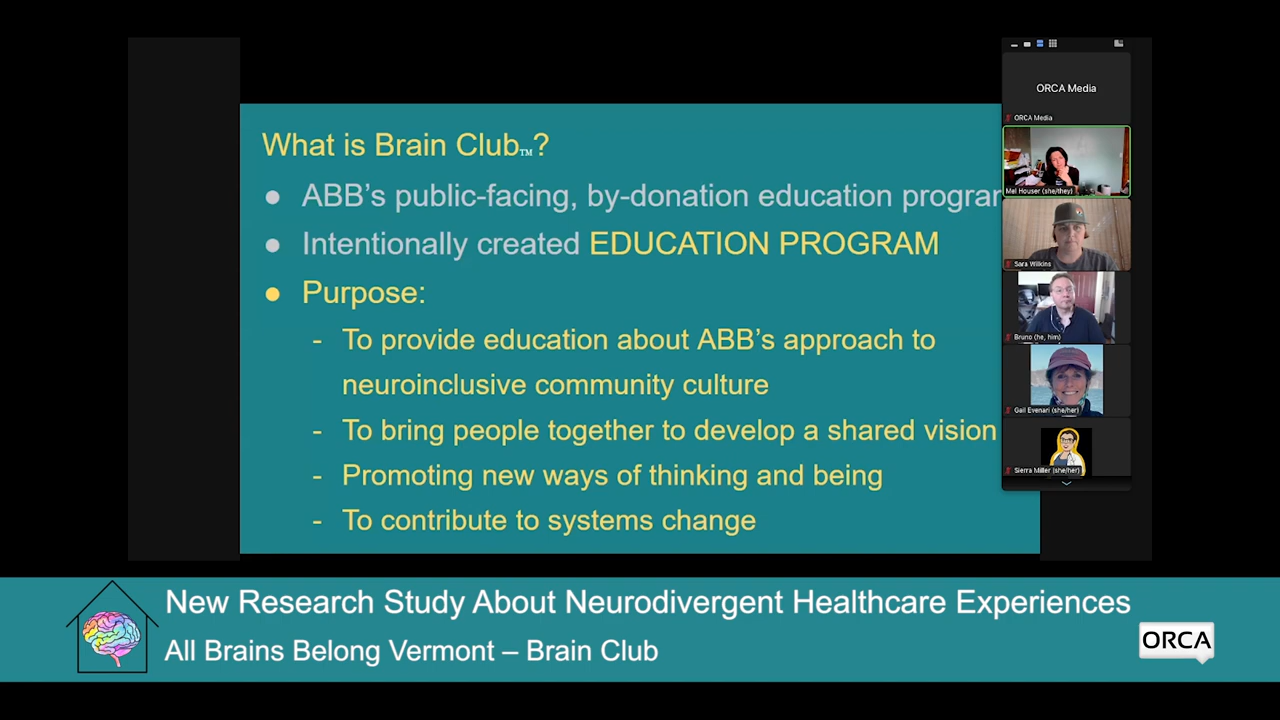 What is Brain Club™?
● ABB's public-facing, by-donation education program
● Intentionally created EDUCATION PROGRAM
● Purpose:
- To provide education about ABB's approach to
neuroinclusive community culture
- To bring people together to develop a shared vision
- Promoting new ways of thinking and being
- To contribute to systems change
ORCA Media
ORCA Media
Mel Houser (she/they)
Sara Wilkins
Bruno (he, him)
Gail Evenari (she/her)
Sierra Miller (she/her)
New Research Study About Neurodivergent Healthcare Experiences
All Brains Belong Vermont – Brain Club
ORCA